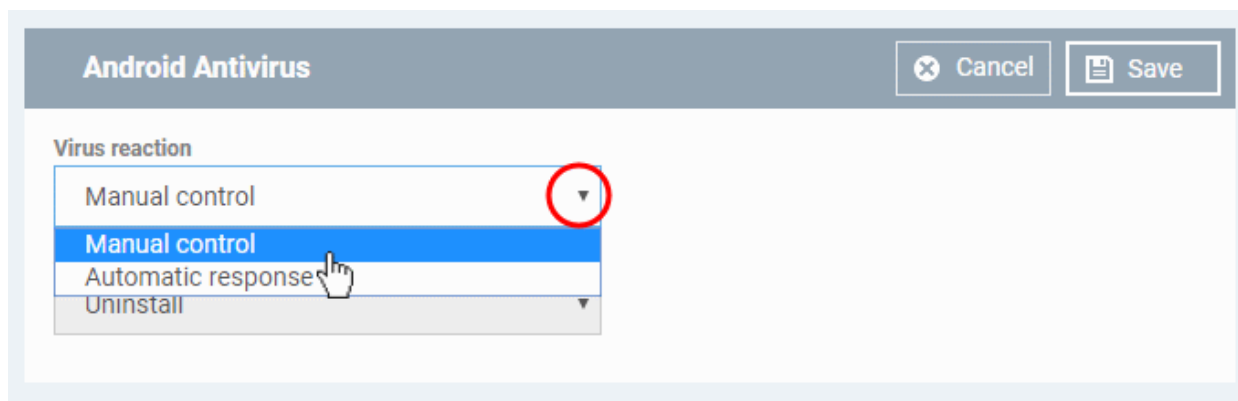 Android Antivirus
Cancel
Save
Virus reaction
Manual control
Manual control
Automatic response
Uninstall